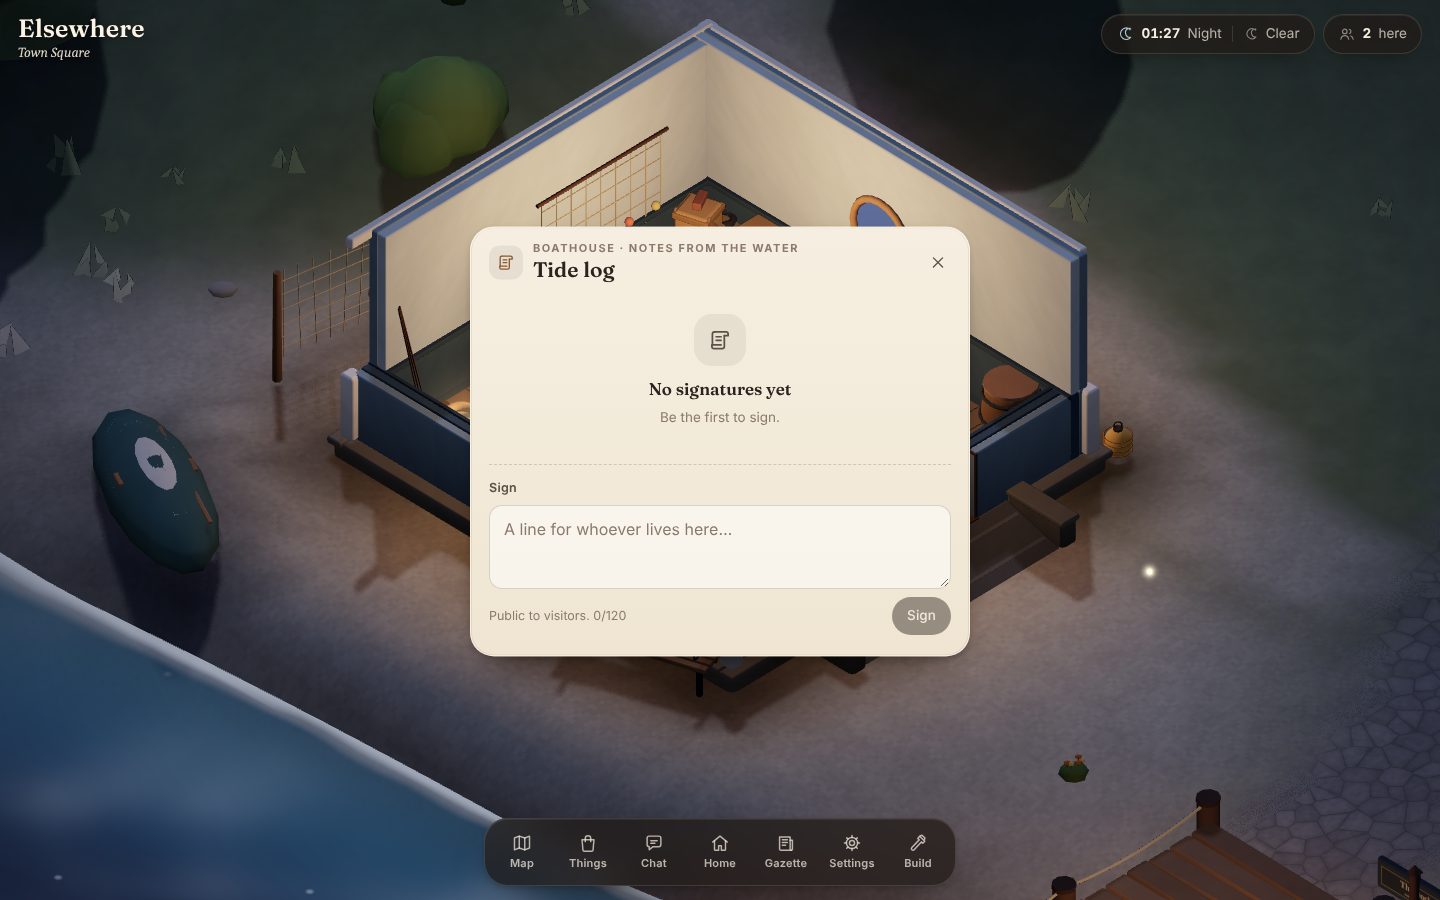 Elsewhere
Town Square
01:27 Night
Clear
2 here
BOATHOUSE · NOTES FROM THE WATER
Tide log
No signatures yet
Be the first to sign.
Sign
A line for whoever lives here...
Public to visitors. 0/120
Sign
Map
Things
Chat
Home
Gazette
Settings
Build